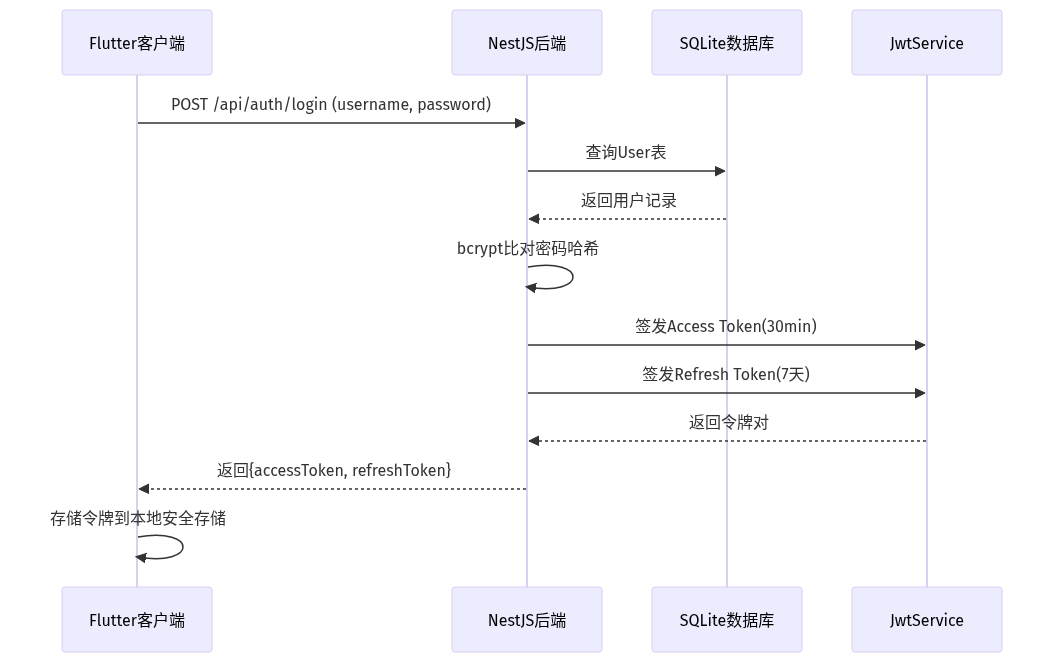 Flutter客户端
NestJS后端
SQLite数据库
JwtService
POST /api/auth/login (username, password)
查询User表
返回用户记录
bcrypt比对密码哈希
签发Access Token(30min)
签发Refresh Token(7天)
返回令牌对
返回{accessToken, refreshToken}
存储令牌到本地安全存储
Flutter客户端
NestJS后端
SQLite数据库
JwtService